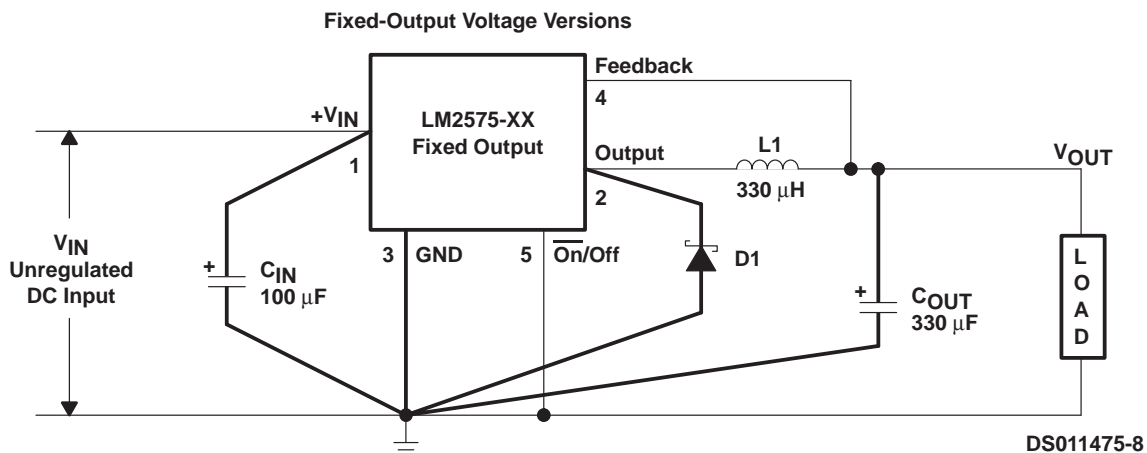 Fixed-Output Voltage Versions
Feedback
4
+VIN
LM2575-XX
Fixed Output
1
Output
2
L1
330 μH
VOUT
3 GND
5 On/Off
VIN
Unregulated
DC Input
+
CIN
100 μF
D1
+
COUT
330 μF
LOAD
DS011475-8